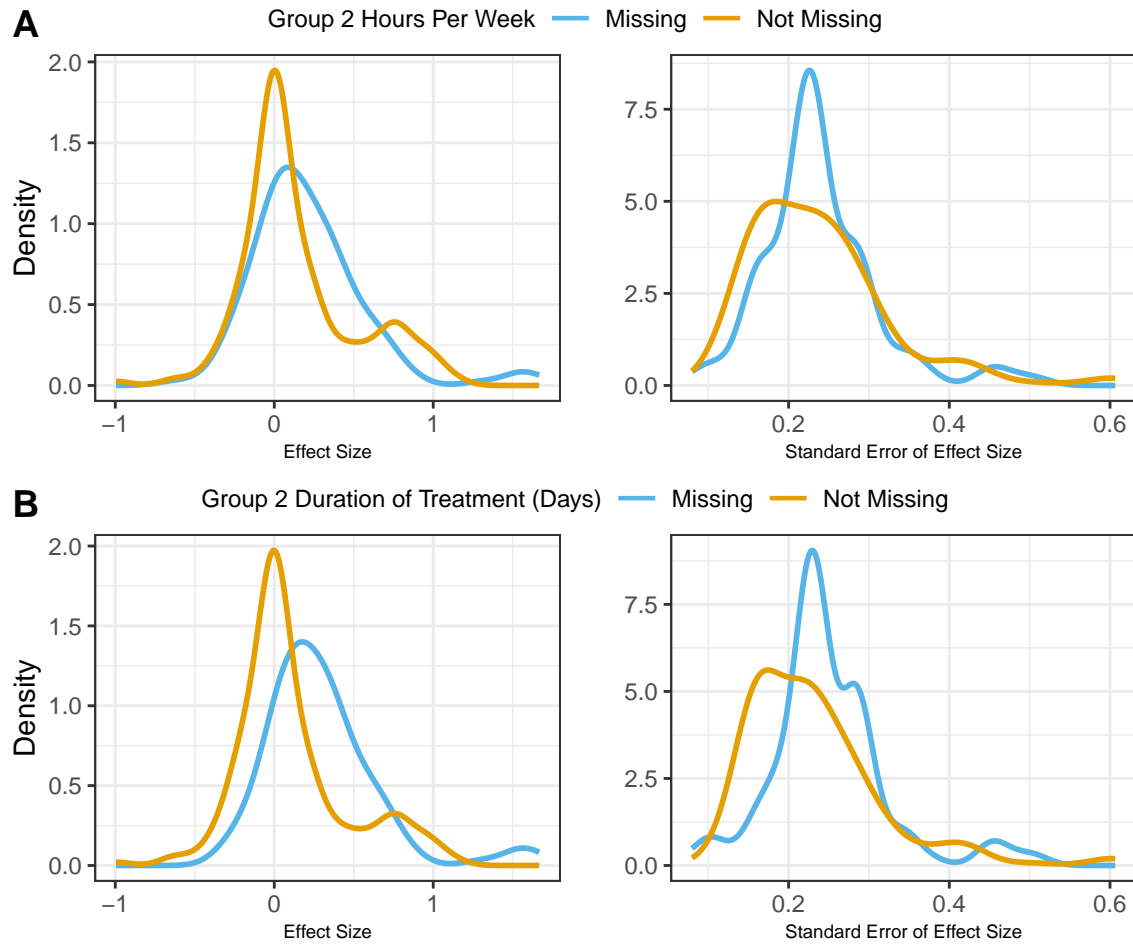 A
Group 2 Hours Per Week Missing Not Missing
Density
2.0
1.5
1.0
0.5
0.0
−1 0 1
Effect Size
7.5
5.0
2.5
0.0
0.2 0.4 0.6
Standard Error of Effect Size
B
Group 2 Duration of Treatment (Days) Missing Not Missing
Density
2.0
1.5
1.0
0.5
0.0
−1 0 1
Effect Size
7.5
5.0
2.5
0.0
0.2 0.4 0.6
Standard Error of Effect Size